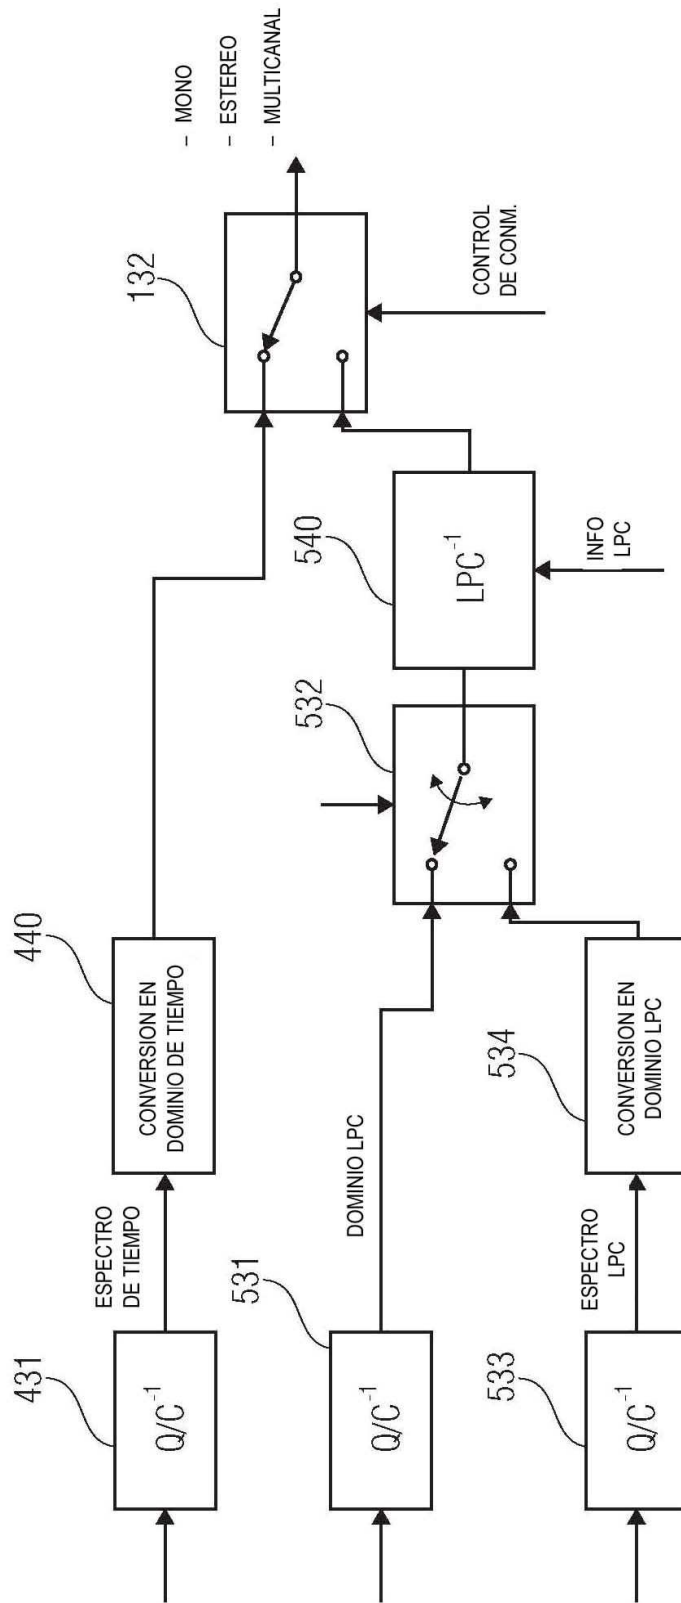 431
Q/C⁻¹
ESPECTRO
DE TIEMPO
440
CONVERSION EN
DOMINIO DE TIEMPO
132
- MONO
- ESTEREO
- MULTICANAL
CONTROL
DE CONM.
531
Q/C⁻¹
DOMINIO LPC
532
540
LPC⁻¹
INFO
LPC
533
Q/C⁻¹
ESPECTRO
LPC
534
CONVERSION EN
DOMINIO LPC